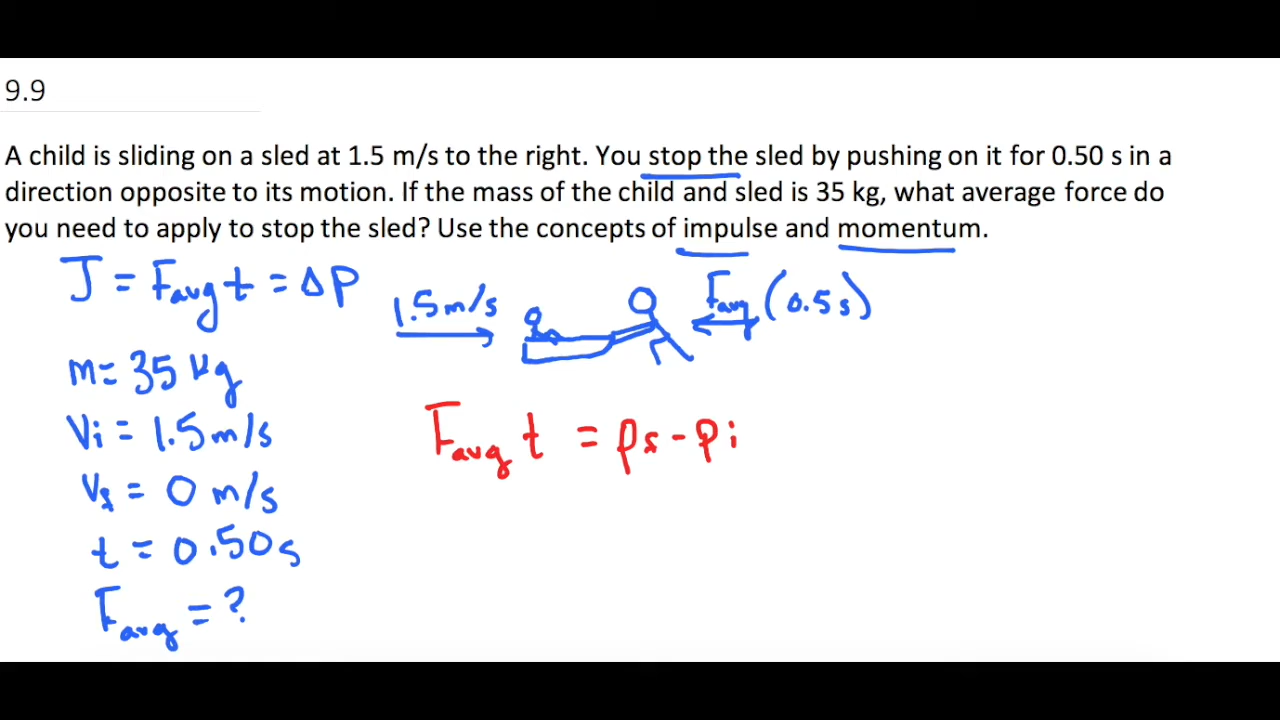 9.9
A child is sliding on a sled at 1.5 m/s to the right. You stop the sled by pushing on it for 0.50 s in a
direction opposite to its motion. If the mass of the child and sled is 35 kg, what average force do
you need to apply to stop the sled? Use the concepts of impulse and momentum.
J = Favg t = ΔP
1.5 m/s
Favg (0.5 s)
m = 35 kg
Vi = 1.5 m/s
Vf = 0 m/s
t = 0.50 s
Favg = ?
Favg t = pf - pi